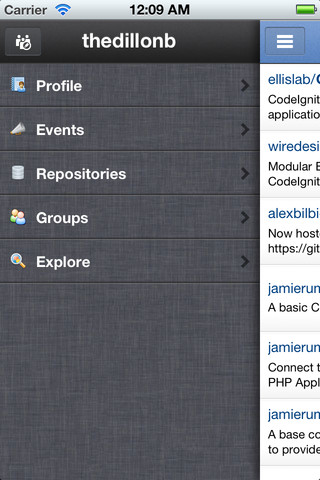 Carrier 12:09 AM
thedillonb
Profile
Events
Repositories
Groups
Explore
ellislab/
CodeIgnit
applicatio
wiredesi
Modular E
CodeIgnit
alexbilbi
Now hoste
https://git
jamierun
A basic C
jamierun
Connect t
PHP Appl
jamierun
A base co
to provide